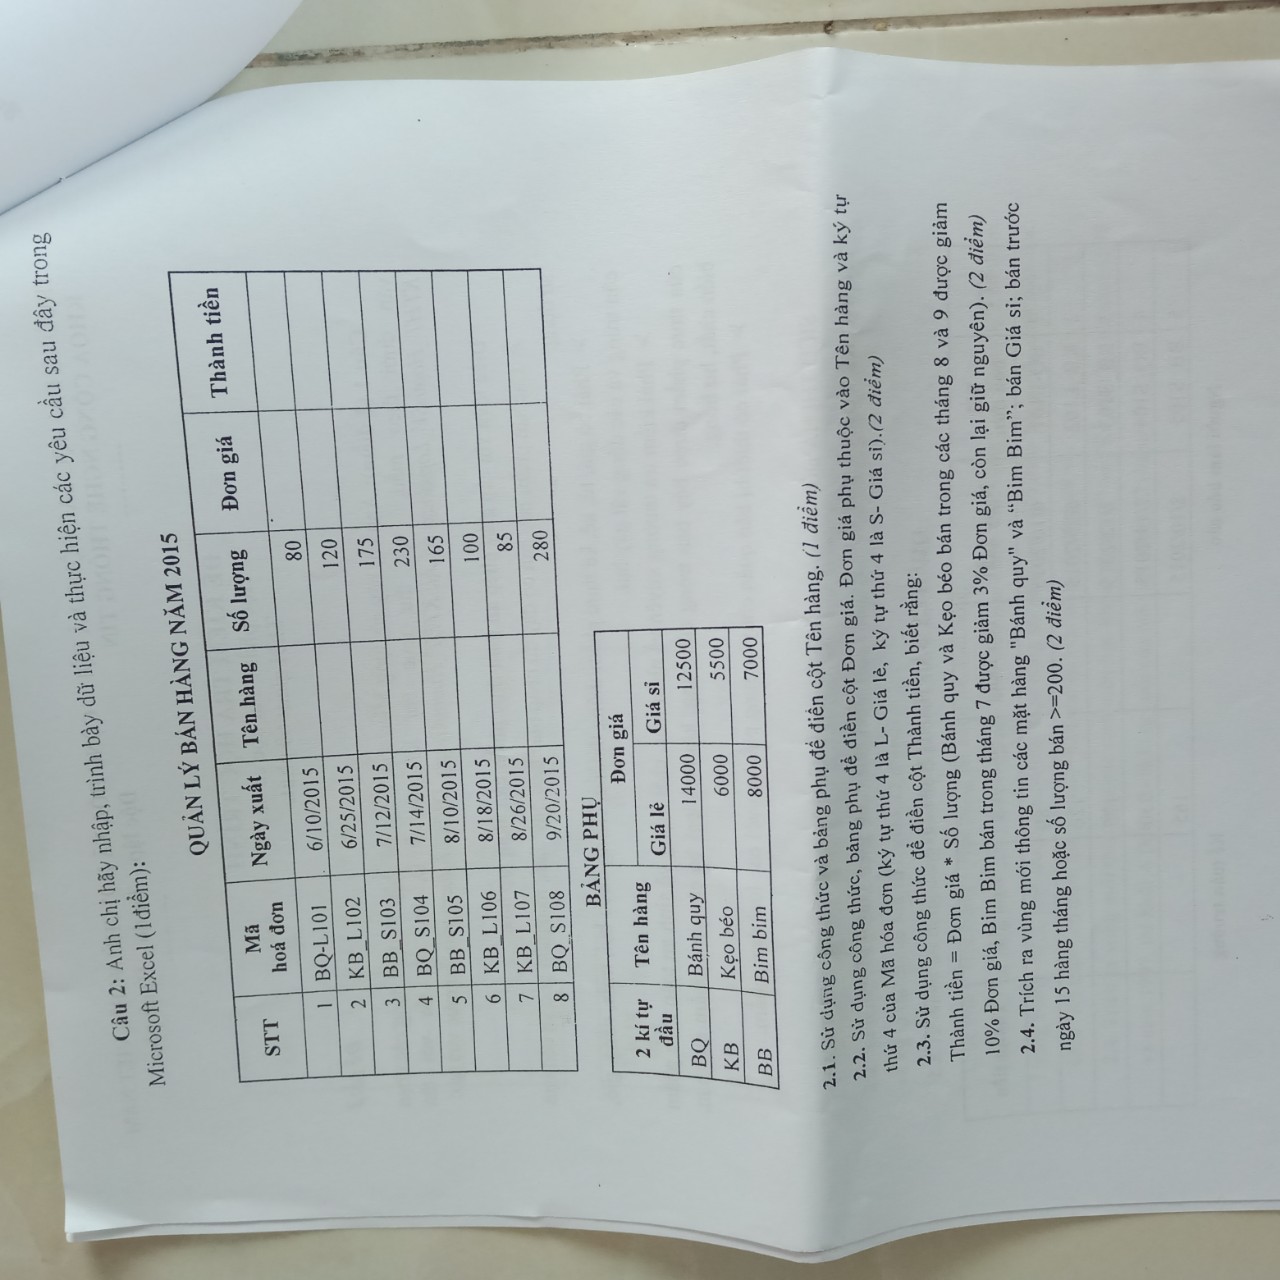 Câu 2: Anh chị hãy nhập, trình bày dữ liệu và thực hiện các yêu cầu sau đây trong
Microsoft Excel (1điểm):
QUẢN LÝ BÁN HÀNG NĂM 2015
STT Mã hoá đơn Ngày xuất Tên hàng Số lượng Đơn giá Thành tiền
1 BQ-L101 6/10/2015 80
2 KB_L102 6/25/2015 120
3 BB_S103 7/12/2015 175
4 BQ_S104 7/14/2015 230
5 BB_S105 8/10/2015 165
6 KB_L106 8/18/2015 100
7 KB_L107 8/26/2015 85
8 BQ_S108 9/20/2015 280
BẢNG PHỤ
2 kí tự đầu Tên hàng Đơn giá
Giá lẻ Giá sỉ
BQ Bánh quy 14000 12500
KB Kẹo béo 6000 5500
BB Bim bim 8000 7000
2.1. Sử dụng công thức và bảng phụ để điền cột Tên hàng. (1 điểm)
2.2. Sử dụng công thức, bảng phụ để điền cột Đơn giá. Đơn giá phụ thuộc vào Tên hàng và ký tự
thứ 4 của Mã hóa đơn (ký tự thứ 4 là L- Giá lẻ, ký tự thứ 4 là S- Giá sỉ).(2 điểm)
2.3. Sử dụng công thức để điền cột Thành tiền, biết rằng:
Thành tiền = Đơn giá * Số lượng (Bánh quy và Kẹo béo bán trong các tháng 8 và 9 được giảm
10% Đơn giá, Bim Bim bán trong tháng 7 được giảm 3% Đơn giá, còn lại giữ nguyên). (2 điểm)
2.4. Trích ra vùng mới thông tin các mặt hàng "Bánh quy" và “Bim Bim”; bán Giá sỉ; bán trước
ngày 15 hàng tháng hoặc số lượng bán >=200. (2 điểm)